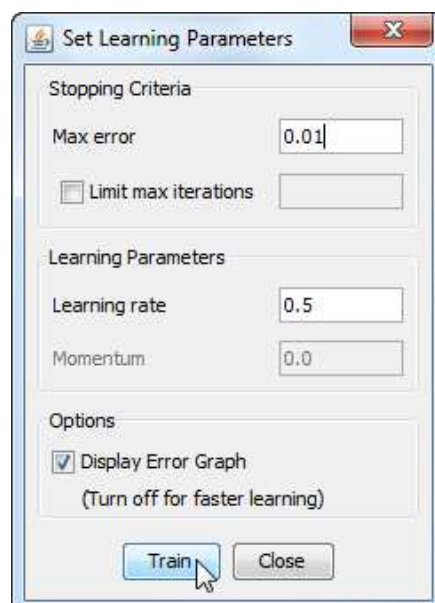 Set Learning Parameters
Stopping Criteria
Max error 0.01
Limit max iterations
Learning Parameters
Learning rate 0.5
Momentum 0.0
Options
Display Error Graph
(Turn off for faster learning)
Train Close